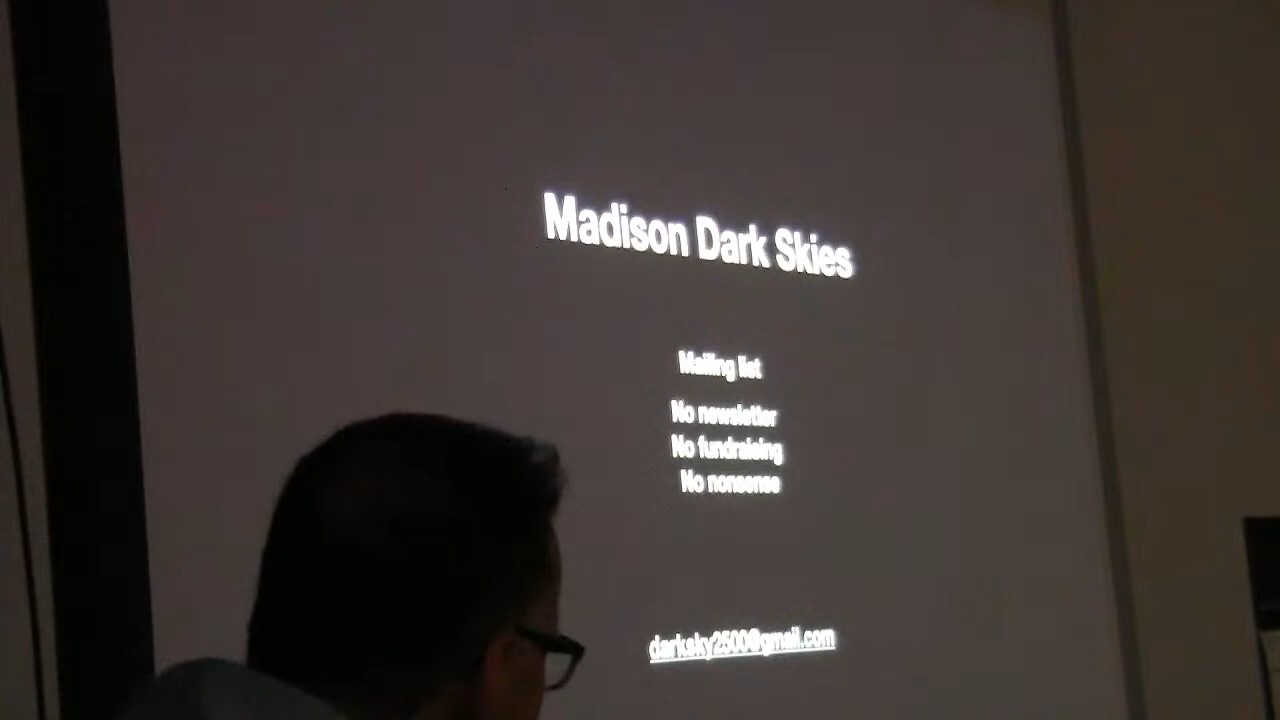 Madison Dark Skies
Mailing list
No newsletter
No fundraising
No nonsense
darksky2500@gmail.com